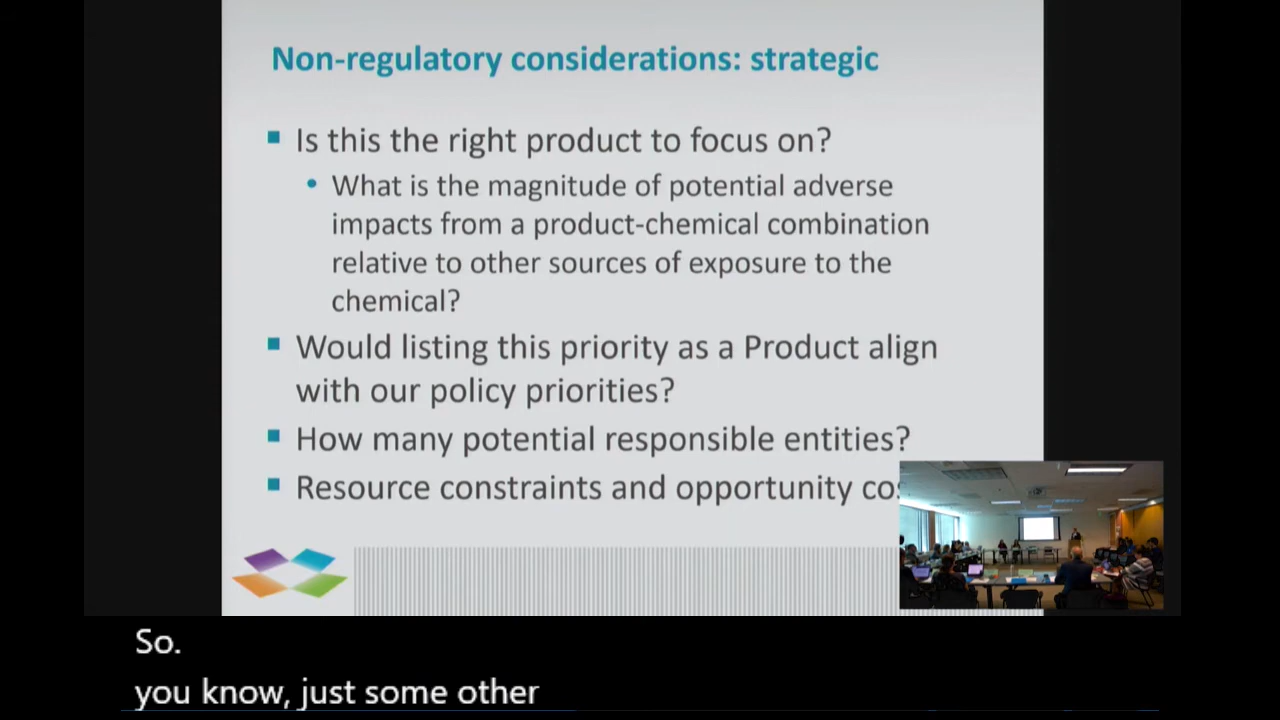 Non-regulatory considerations: strategic
Is this the right product to focus on?
What is the magnitude of potential adverse
impacts from a product-chemical combination
relative to other sources of exposure to the
chemical?
Would listing this priority as a Product align
with our policy priorities?
How many potential responsible entities?
Resource constraints and opportunity
So.
you know, just some other